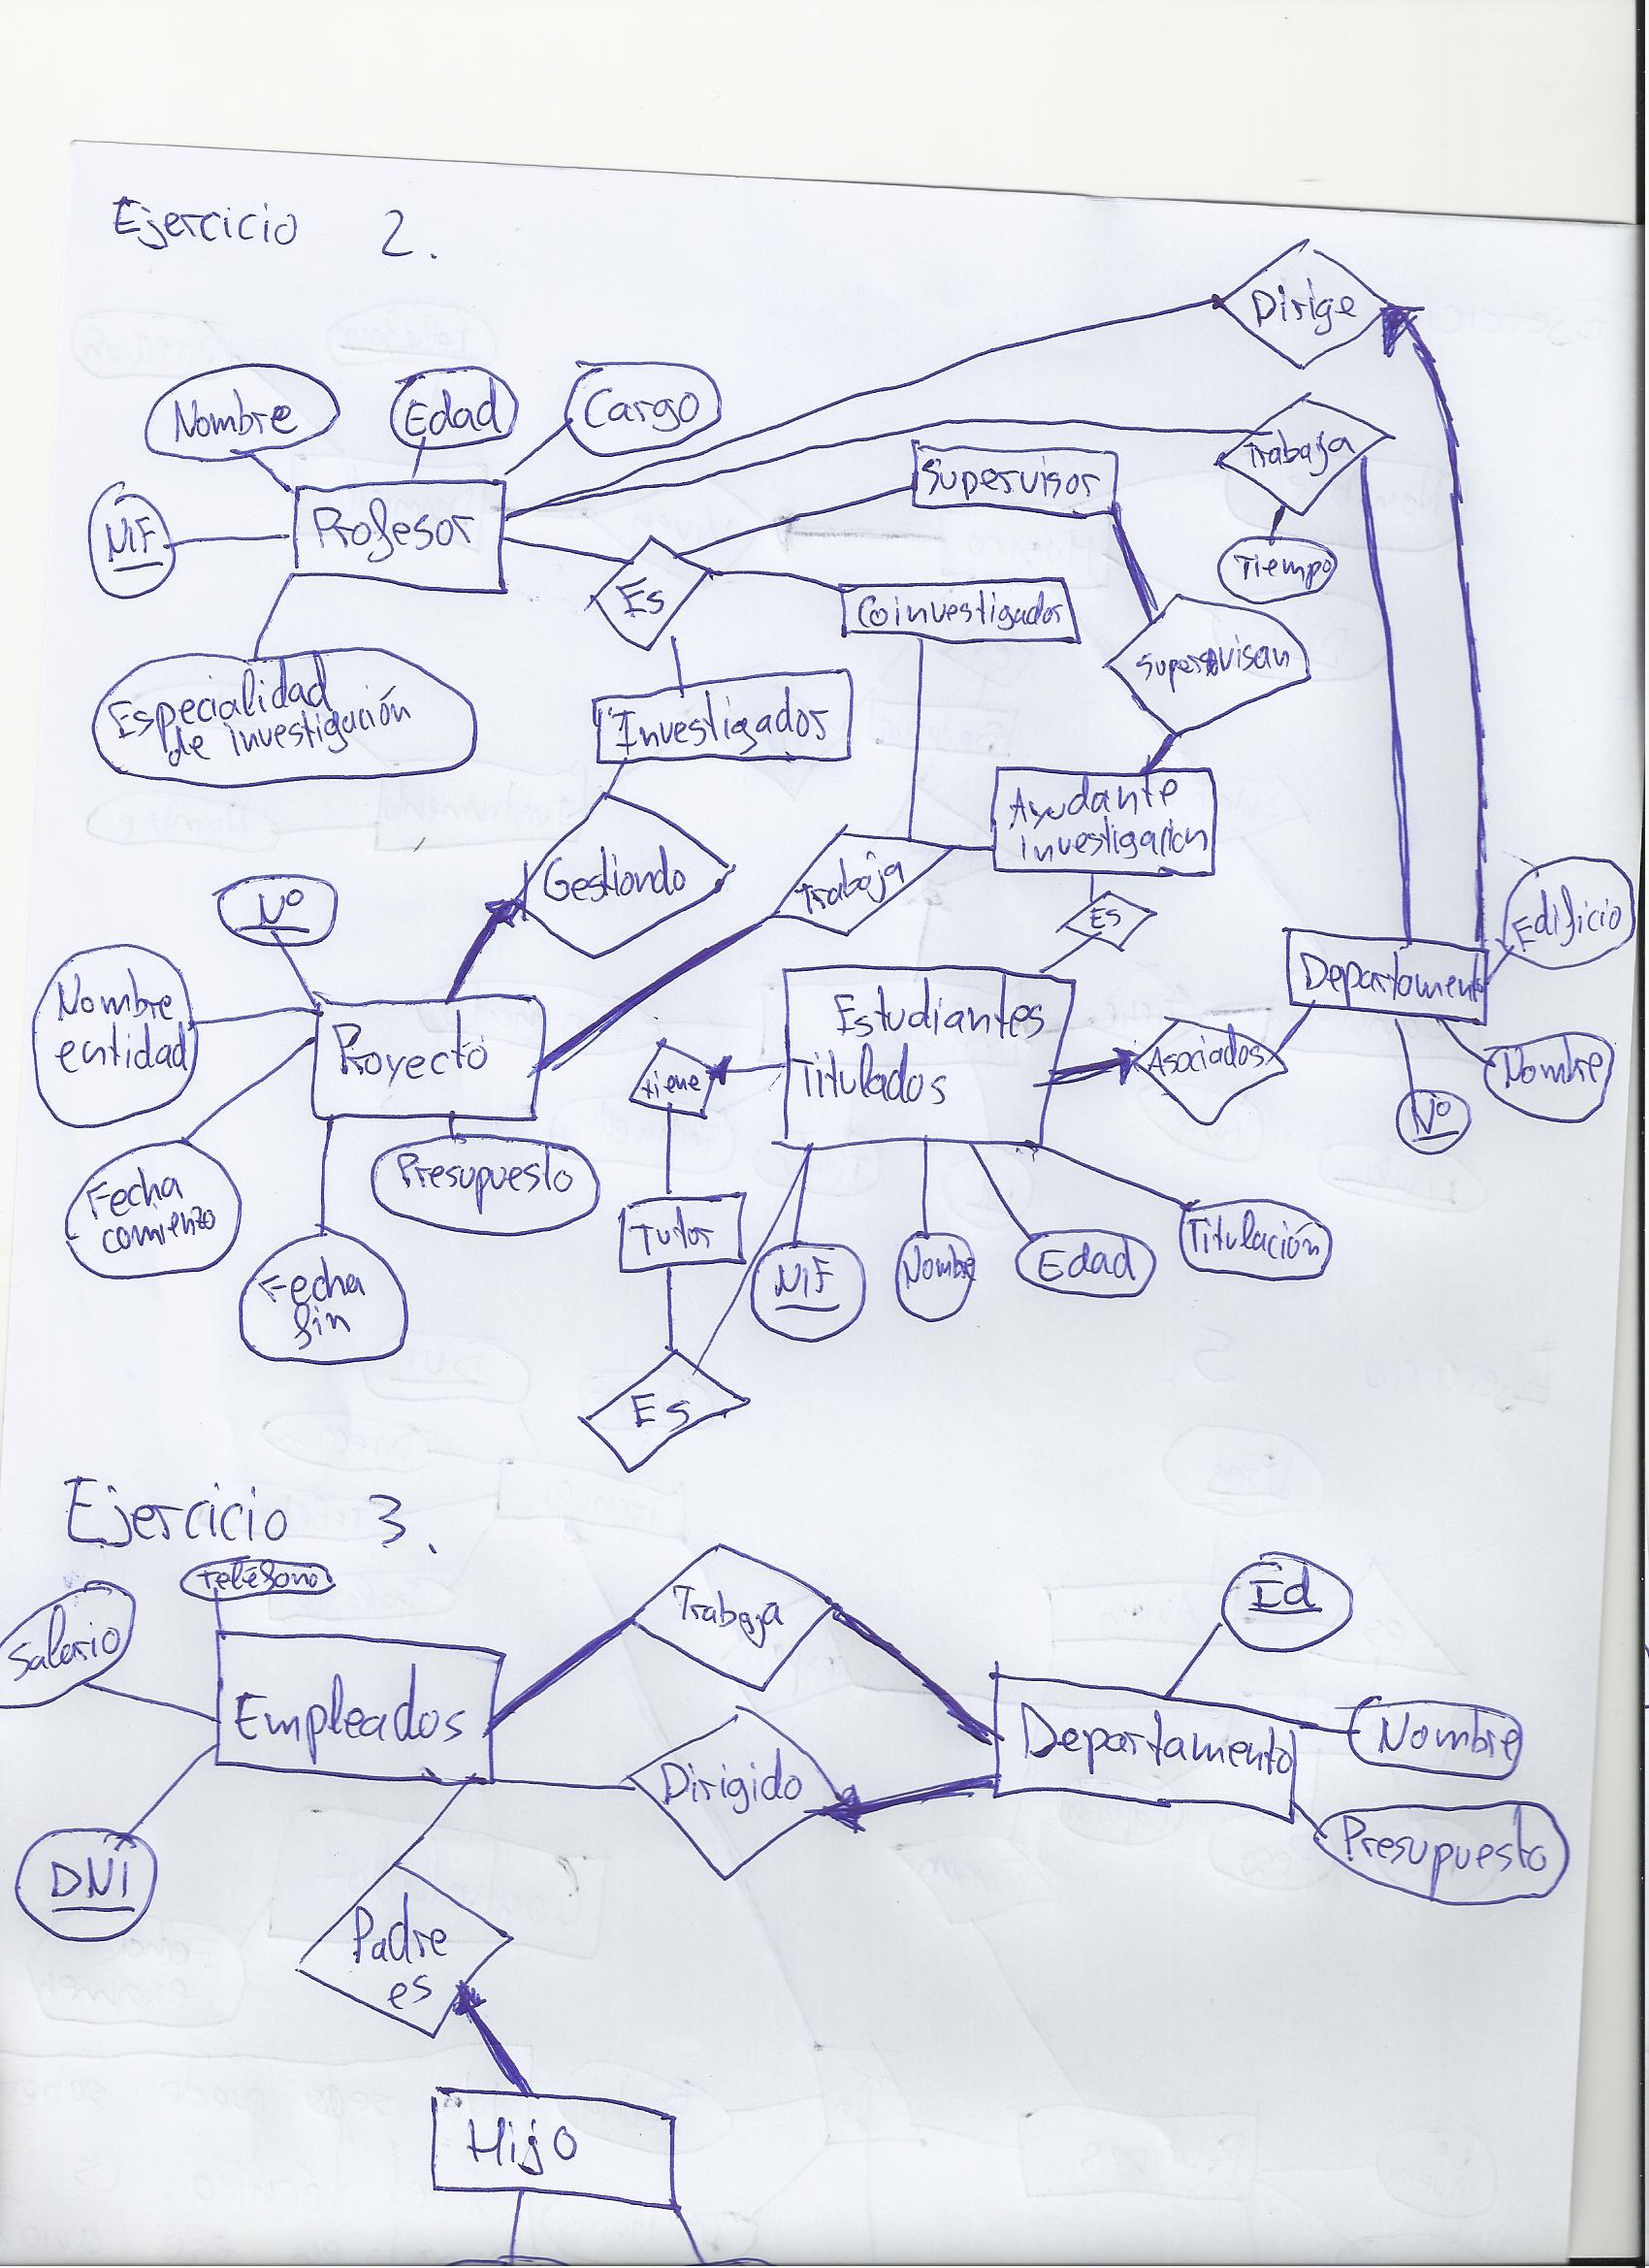 Ejercicio 2.
Dirige
Nombre
Edad
Cargo
Trabaja
Supervisor
NIF
Profesor
Tiempo
Es
Coinvestigador
Supervisan
Especialidad
de investigación
Investigador
Ayudante
investigación
Gestiondo
Trabaja
Nº
Es
Edificio
Departamento
Nombre
entidad
Proyecto
Estudiantes
Titulados
tiene
Asociados
Nombre
Nº
Presupuesto
Fecha
comienzo
Tutor
Titulación
Fecha
fin
NIF
Nombre
Edad
Es
Ejercicio 3.
Teléfono
Salario
Trabaja
Ed
Empleados
Departamento
Nombre
Dirigido
Presupuesto
DNI
Padre
es
Hijo